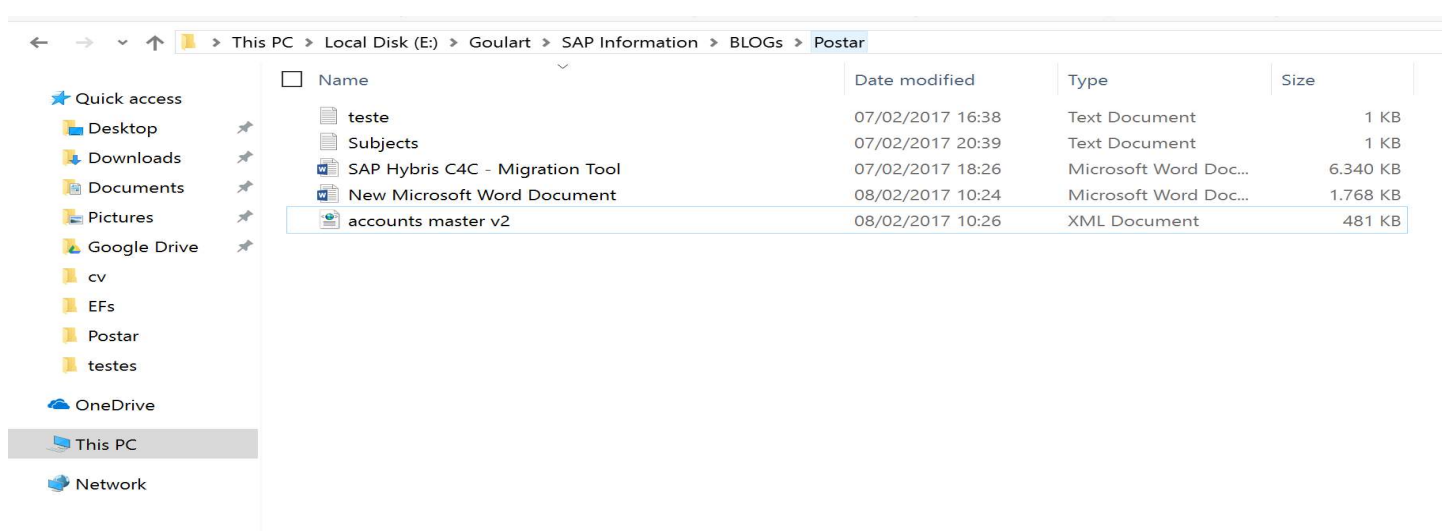 This PC > Local Disk (E:) > Goulart > SAP Information > BLOGs > Postar
Name Date modified Type Size
Quick access
Desktop
Downloads
Documents
Pictures
Google Drive
cv
EFs
Postar
testes
OneDrive
This PC
Network
teste 07/02/2017 16:38 Text Document 1 KB
Subjects 07/02/2017 20:39 Text Document 1 KB
SAP Hybris C4C - Migration Tool 07/02/2017 18:26 Microsoft Word Doc... 6.340 KB
New Microsoft Word Document 08/02/2017 10:24 Microsoft Word Doc... 1.768 KB
accounts master v2 08/02/2017 10:26 XML Document 481 KB